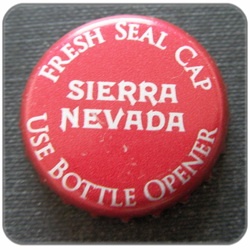 FRESH SEAL CAP
SIERRA
NEVADA
USE BOTTLE OPENER